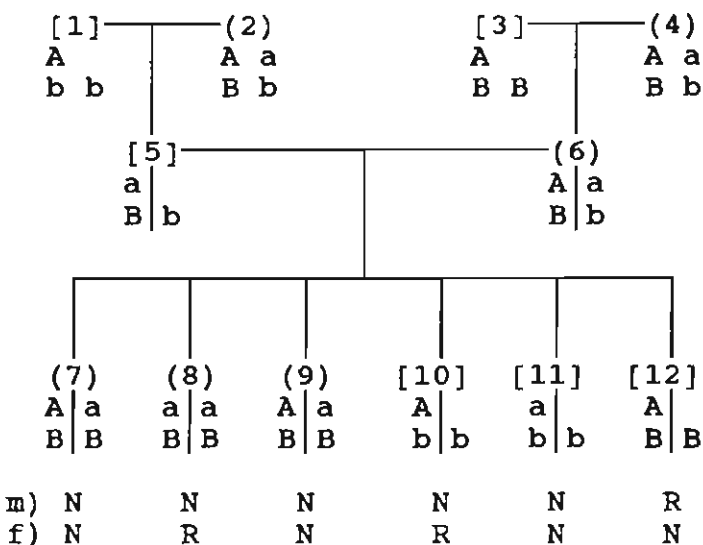 [1] (2) [3] (4)
A A a A A a
b b B b B B B b
[5] (6)
a A a
B b B b
(7) (8) (9) [10] [11] [12]
A a a a A a A a A
B B B B B B b b b b B B
m) N N N N N R
f) N R N R N N